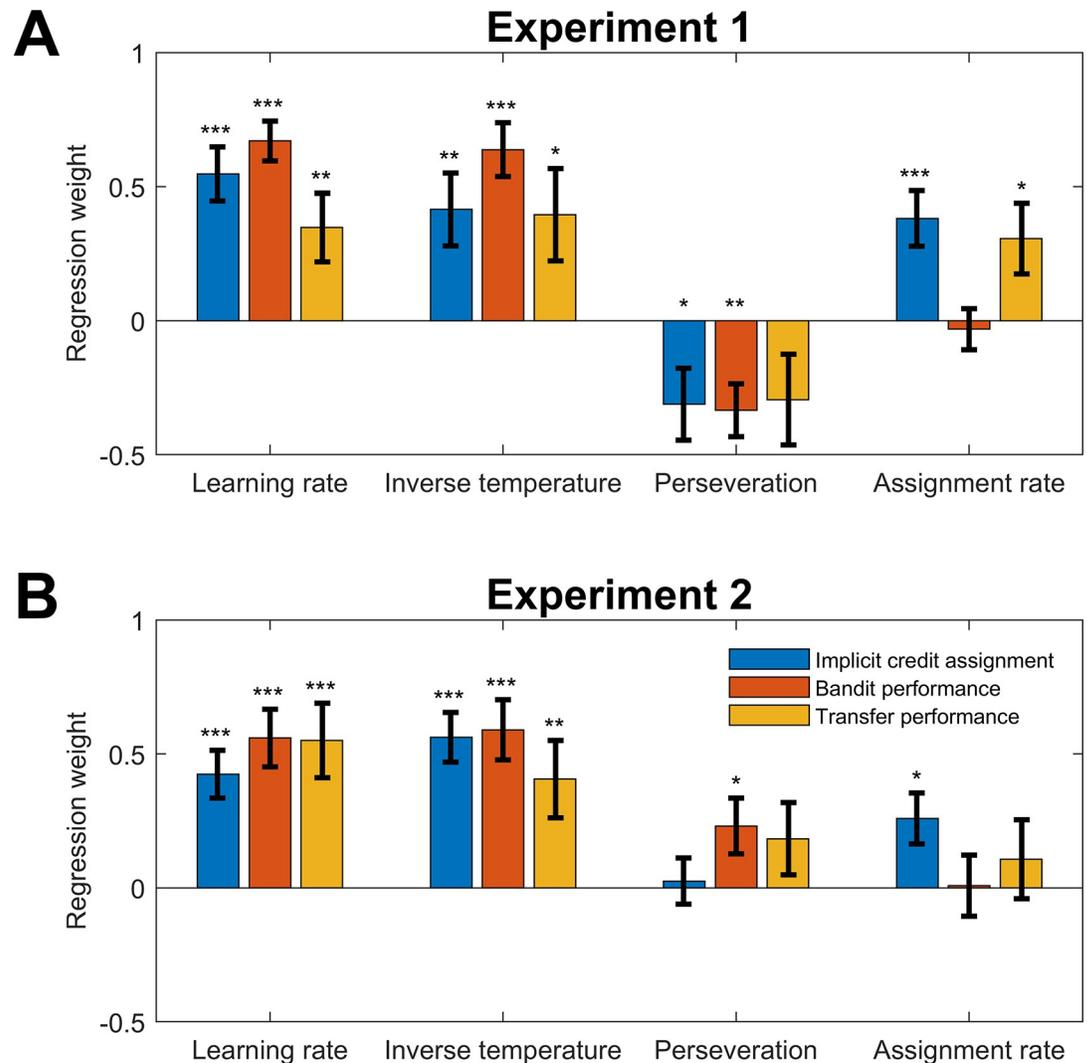 A
Experiment 1
1
0.5
0
-0.5
Regression weight
***
***
**
**
***
*
*
**
***
*
Learning rate
Inverse temperature
Perseveration
Assignment rate
B
Experiment 2
1
0.5
0
-0.5
Regression weight
Implicit credit assignment
Bandit performance
Transfer performance
***
***
***
***
***
**
*
*
Learning rate
Inverse temperature
Perseveration
Assignment rate